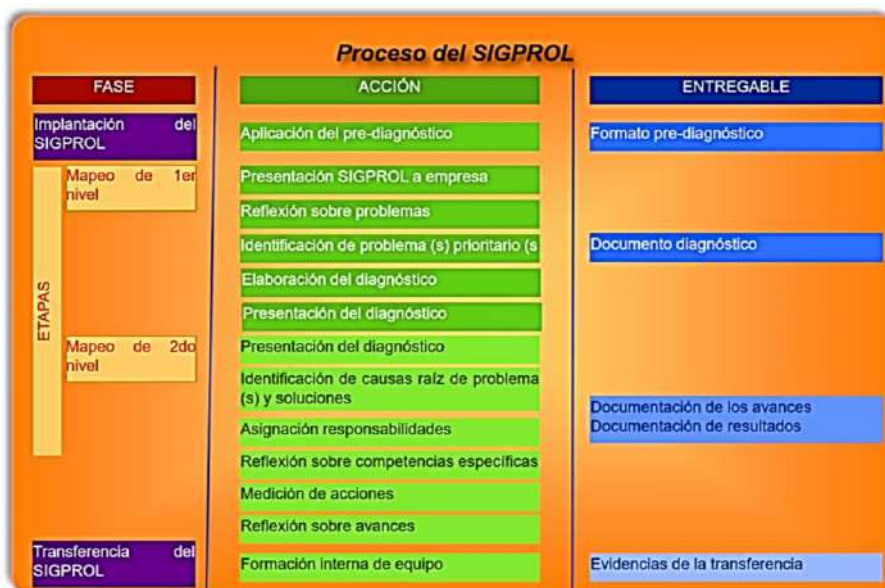 Proceso del SIGPROL
FASE
ACCIÓN
ENTREGABLE
Implantación del
SIGPROL
Aplicación del pre-diagnóstico
Formato pre-diagnóstico
ETAPAS
Mapeo de 1er
nivel
Presentación SIGPROL a empresa
Reflexión sobre problemas
Identificación de problema (s) prioritario (s
Documento diagnóstico
Elaboración del diagnóstico
Presentación del diagnóstico
Mapeo de 2do
nivel
Presentación del diagnóstico
Identificación de causas raíz de problema
(s) y soluciones
Asignación responsabilidades
Documentación de los avances
Documentación de resultados
Reflexión sobre competencias específicas
Medición de acciones
Reflexión sobre avances
Transferencia del
SIGPROL
Formación interna de equipo
Evidencias de la transferencia